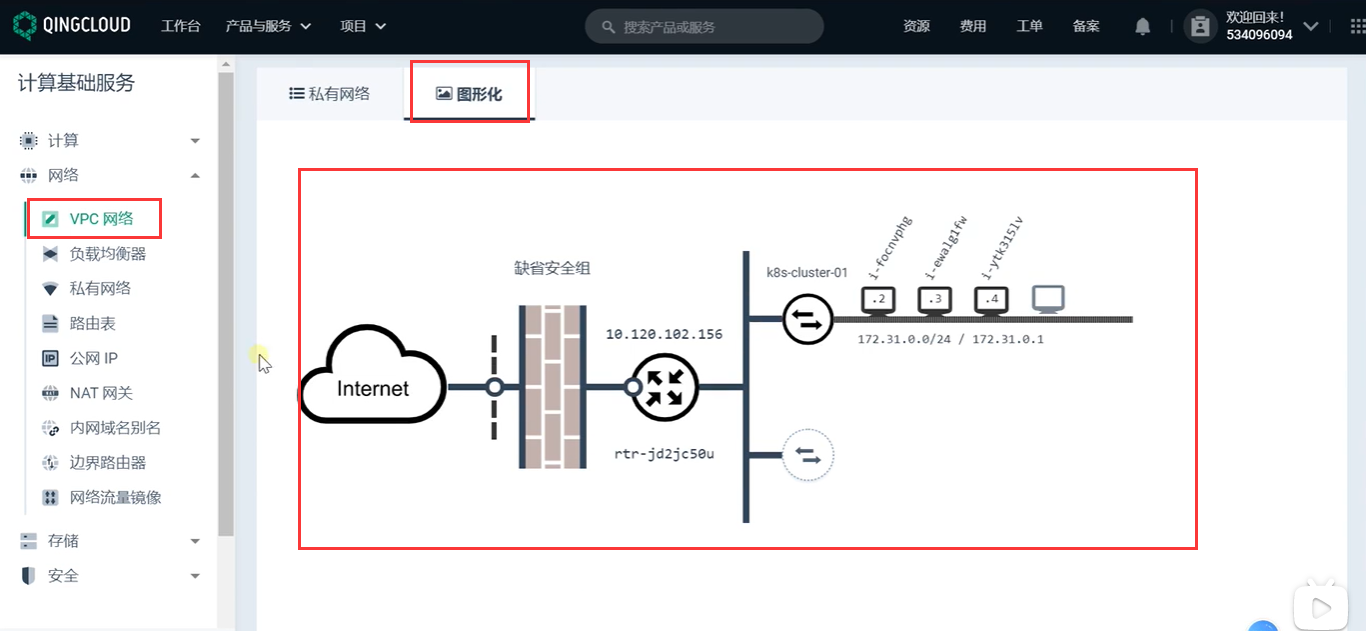 QINGCLOUD 工作台 产品与服务 项目 搜索产品或服务 资源 费用 工单 备案 欢迎回来!
534096094
计算基础服务
计算
网络
VPC 网络
负载均衡器
私有网络
路由表
IP 公网 IP
NAT 网关
内网域名别名
边界路由器
网络流量镜像
存储
安全
私有网络 图形化
Internet
缺省安全组
10.120.102.156
rtr-jd2jc50u
k8s-cluster-01
i-focnvphg
i-ewalg1fw
i-ytk315lv
.2 .3 .4
172.31.0.0/24 / 172.31.0.1